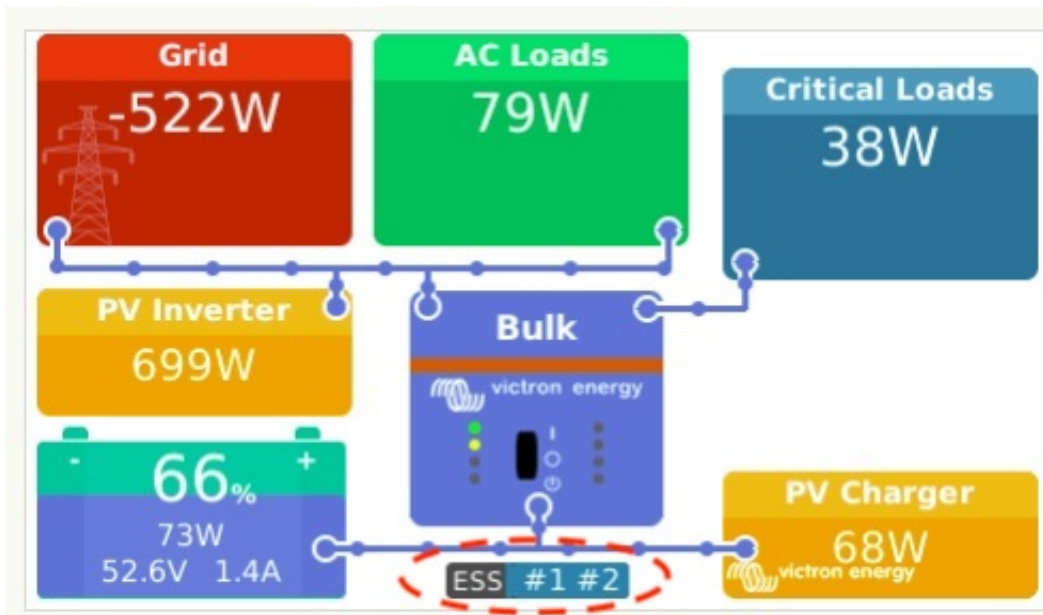 Grid
-522W
AC Loads
79W
Critical Loads
38W
PV Inverter
699W
Bulk
victron energy
- +
66%
73W
52.6V 1.4A
PV Charger
68W
victron energy
ESS #1 #2